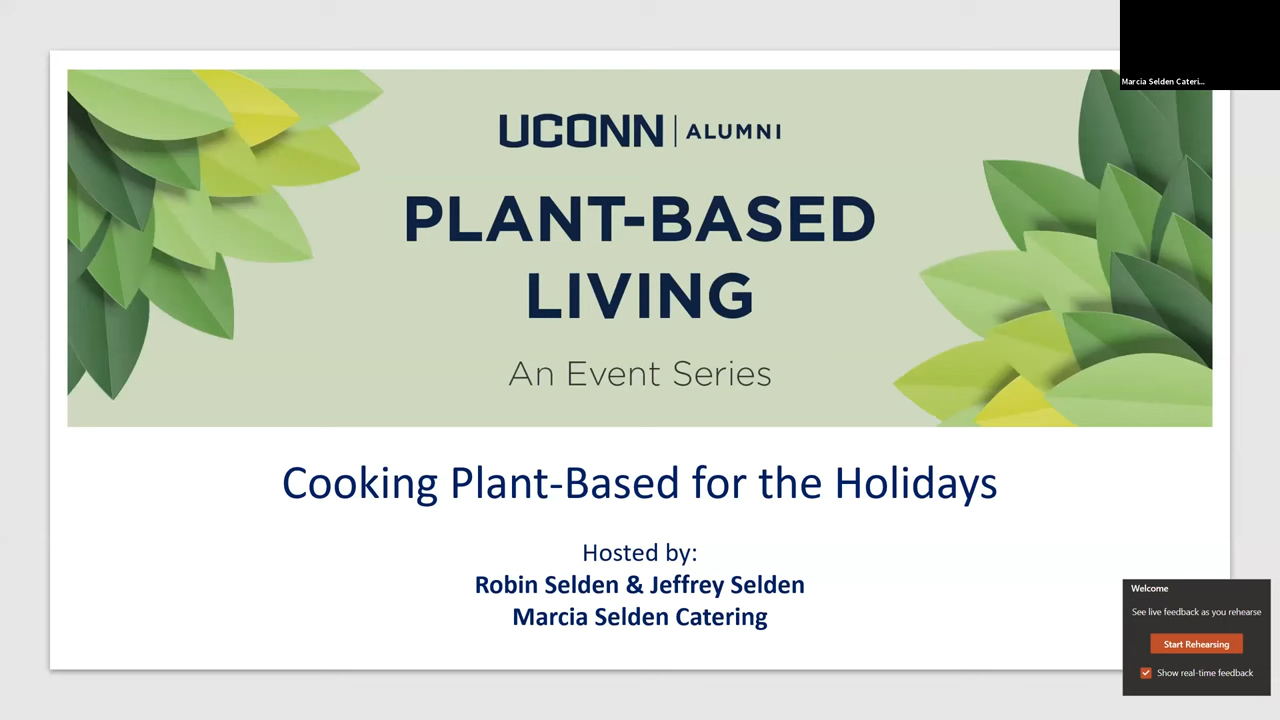 Marcia Selden Cateri...
UCONN | ALUMNI
PLANT-BASED
LIVING
An Event Series
Cooking Plant-Based for the Holidays
Hosted by:
Robin Selden & Jeffrey Selden
Marcia Selden Catering
Welcome
See live feedback as you rehearse
Start Rehearsing
Show real-time feedback